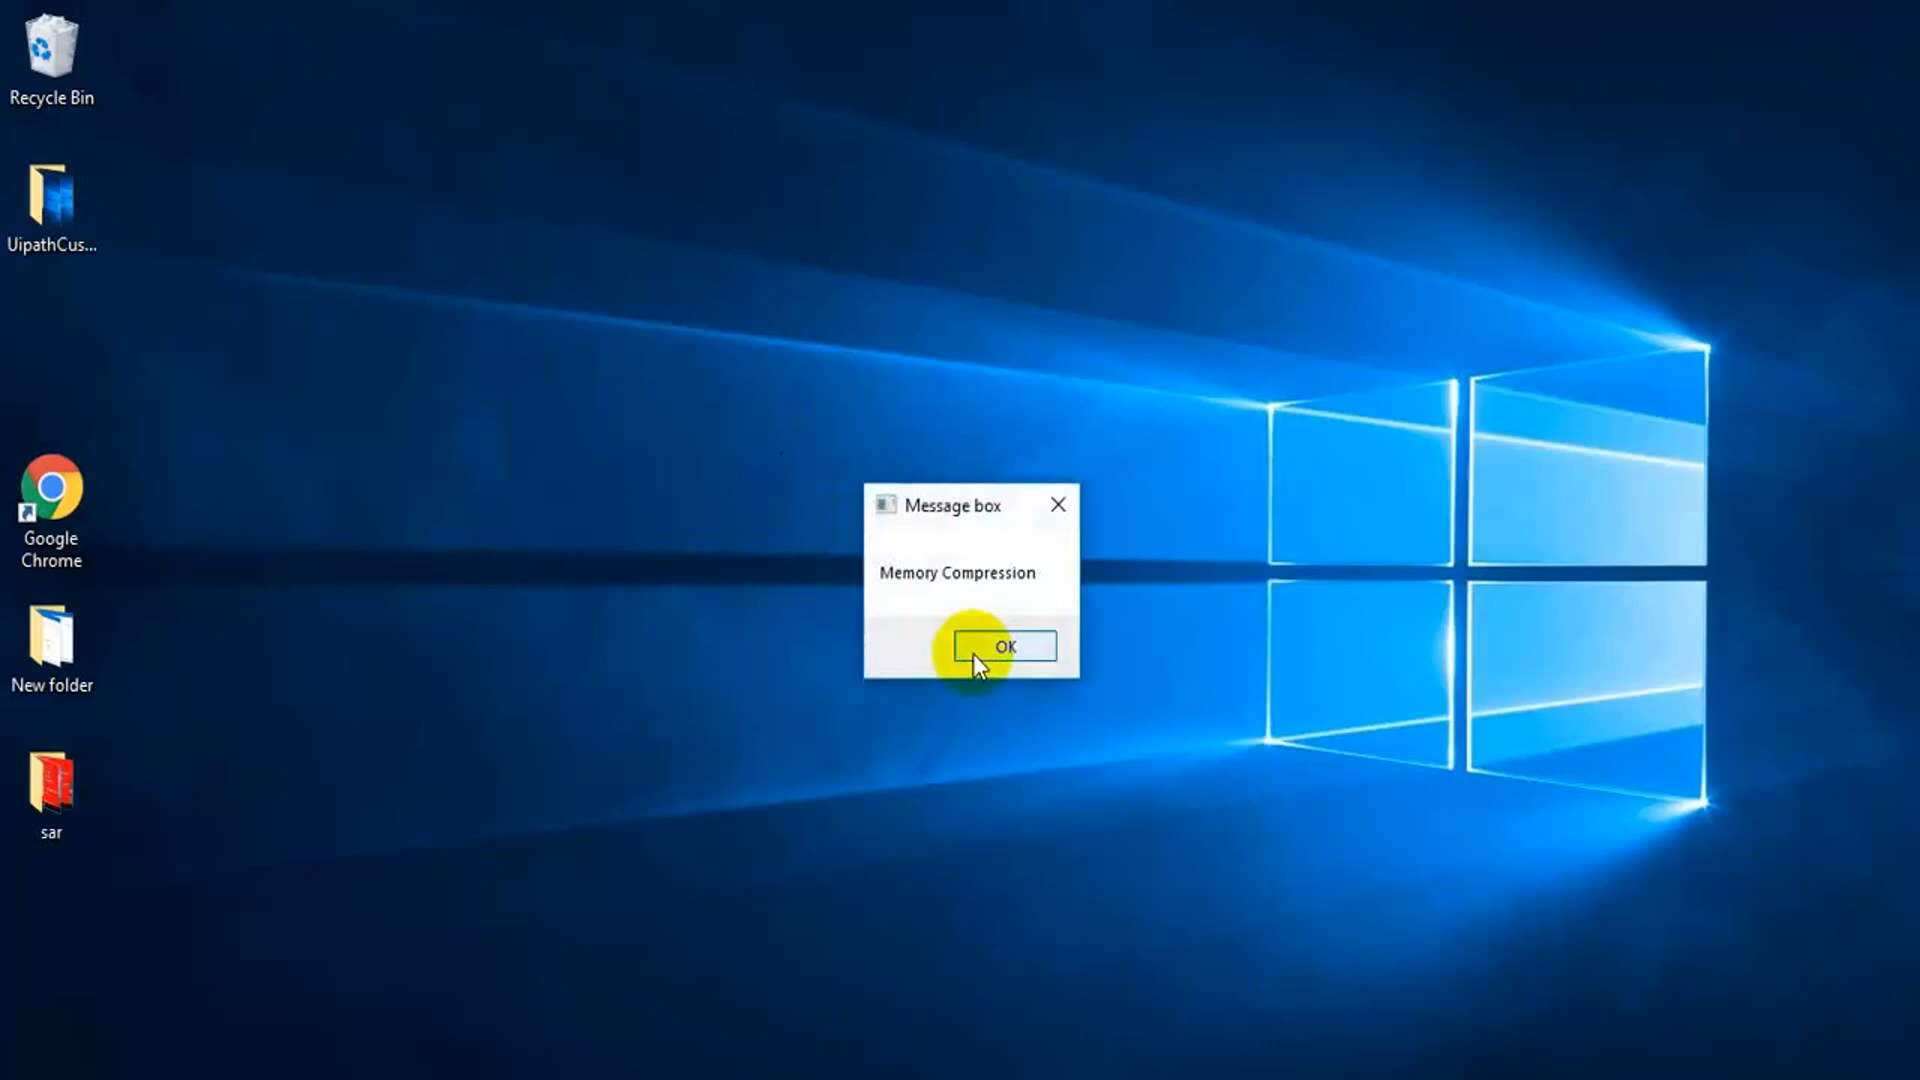 Recycle Bin
UipathCus...
Google
Chrome
New folder
sar
Message box
Memory Compression
OK